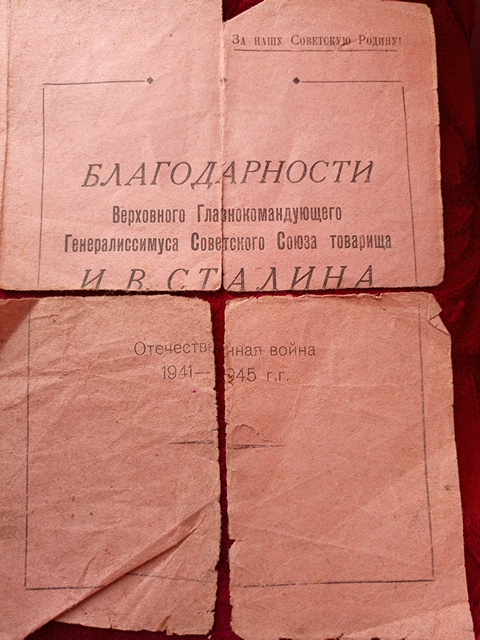 За нашу Советскую Родину!
БЛАГОДАРНОСТИ
Верховного Главнокомандующего
Генералиссимуса Советского Союза товарища
И. В. СТАЛИНА
Отечественная война
1941—1945 г.г.